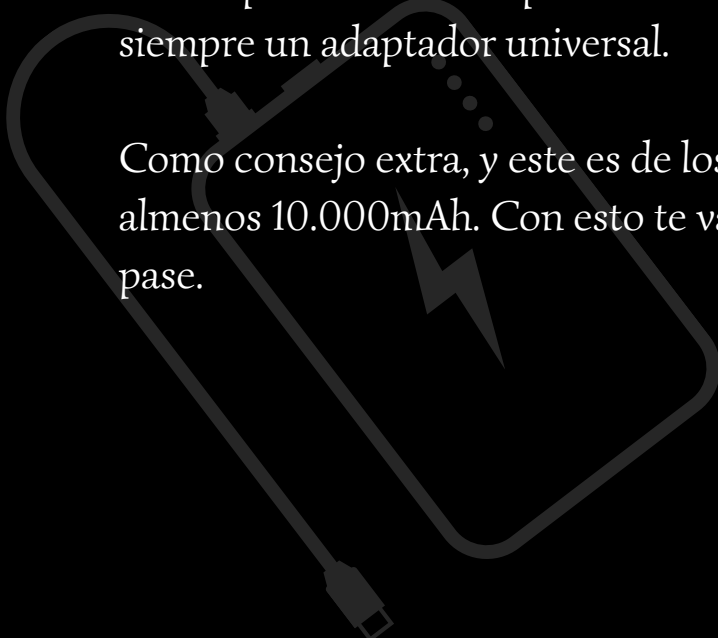 siempre un adaptador universal.
Como consejo extra, y este es de los
almenos 10.000mAh. Con esto te
pase.